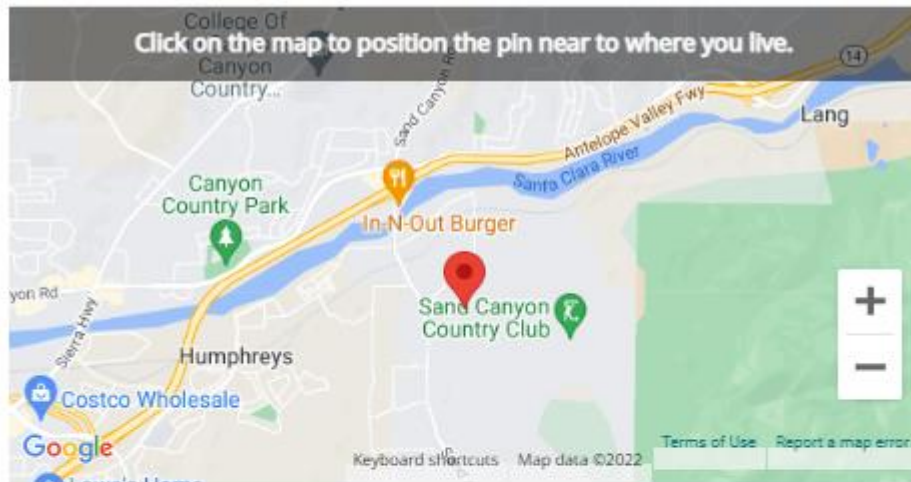 College Of
Click on the map to position the pin near to where you live.
Canyon
Country...
Sand Canyon Rd
14
Antelope Valley Fwy
Lang
Santa Clara River
Canyon
Country Park
In-N-Out Burger
yon Rd
Sierra Hwy
Sand Canyon
Country Club
Humphreys
Costco Wholesale
Google
Keyboard shortcuts
Map data ©2022
Terms of Use
Report a map error